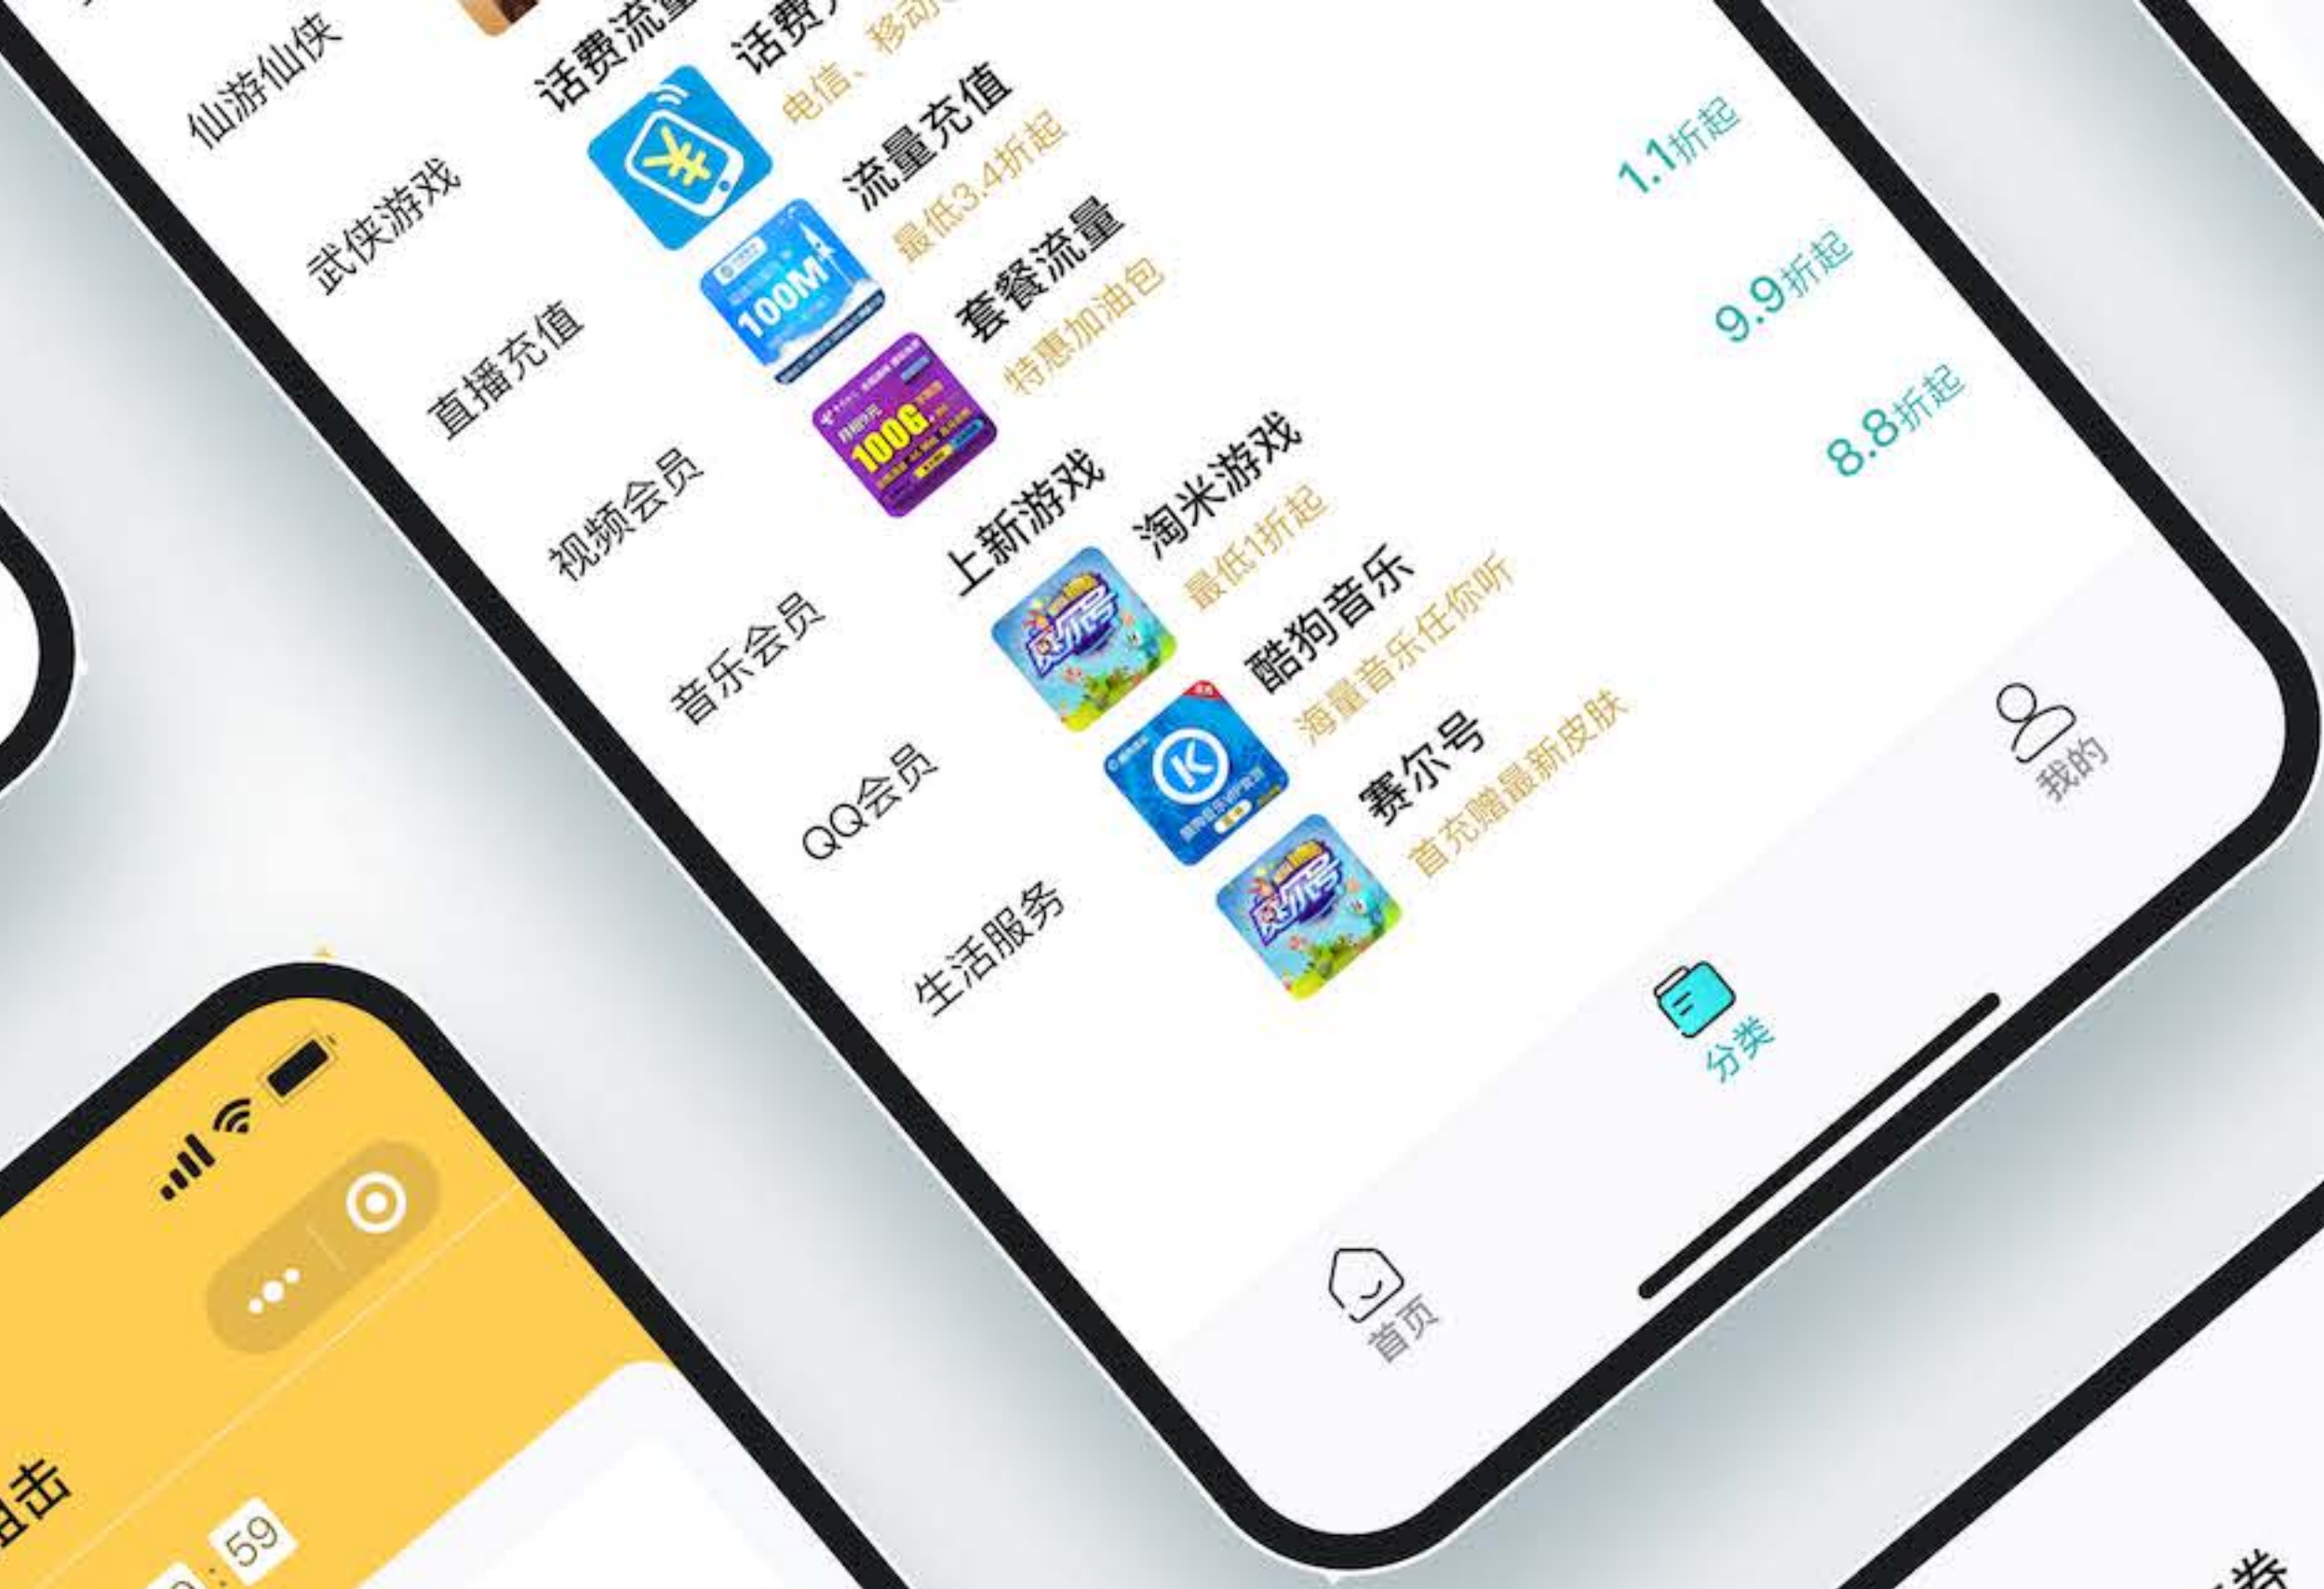 仙游仙侠
武侠游戏
直播充值
视频会员
音乐会员
QQ会员
生活服务
话费流量
话费
电信、移动
流量充值
最低3.4折起
100M
套餐流量
特惠加油包
100G
上新游戏
淘米游戏
最低1折起
1.1折起
酷狗音乐
海量音乐任你听
9.9折起
K
赛尔号
首充赠最新皮肤
8.8折起
首页
分类
我的
击
: 59
券